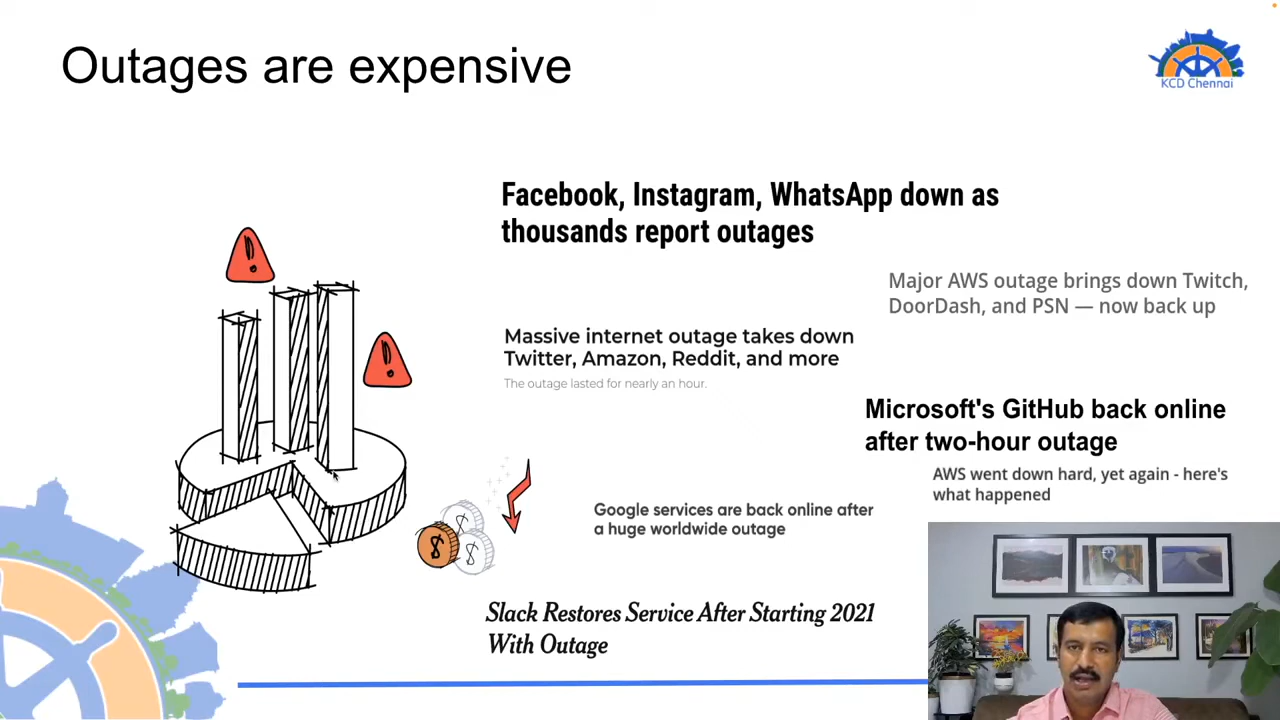 Outages are expensive
KCD Chennai
Facebook, Instagram, WhatsApp down as
thousands report outages
Major AWS outage brings down Twitch,
DoorDash, and PSN — now back up
Massive internet outage takes down
Twitter, Amazon, Reddit, and more
The outage lasted for nearly an hour.
Microsoft's GitHub back online
after two-hour outage
AWS went down hard, yet again - here's
what happened
Google services are back online after
a huge worldwide outage
Slack Restores Service After Starting 2021
With Outage